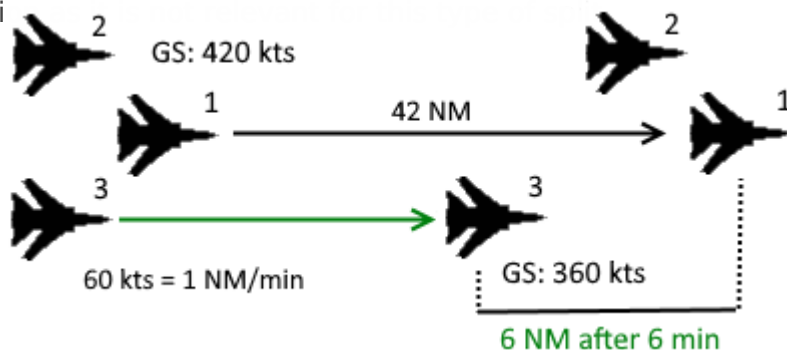 2
2
GS: 420 kts
1
42 NM
1
3
3
60 kts = 1 NM/min
GS: 360 kts
6 NM after 6 min